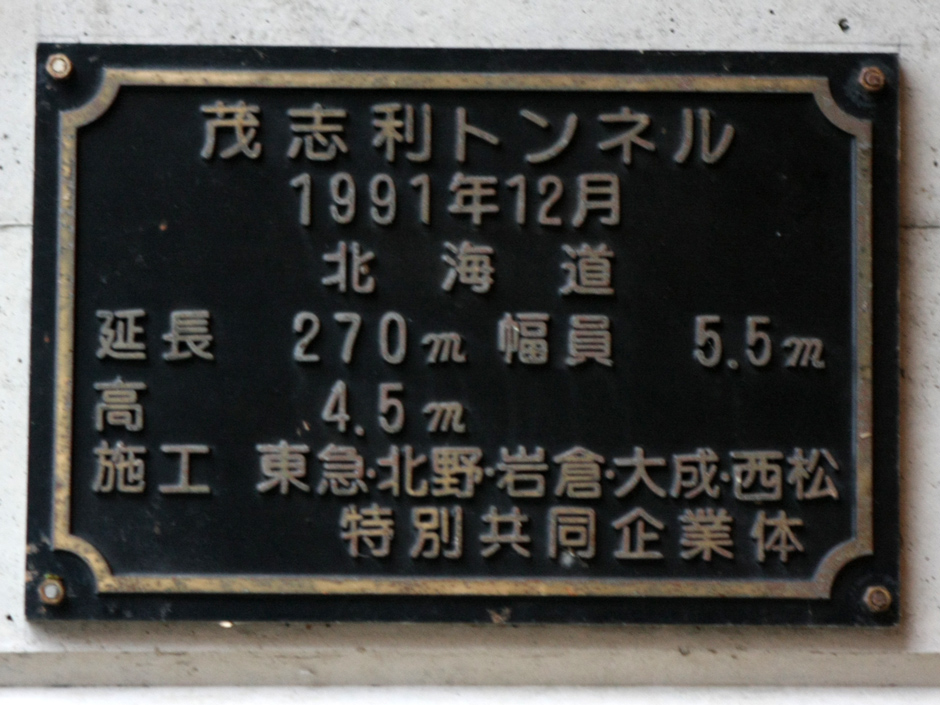 茂志利トンネル
1991年12月
北海道
延長 270m 幅員 5.5m
高 4.5m
施工 東急・北野・岩倉・大成・西松
特別共同企業体